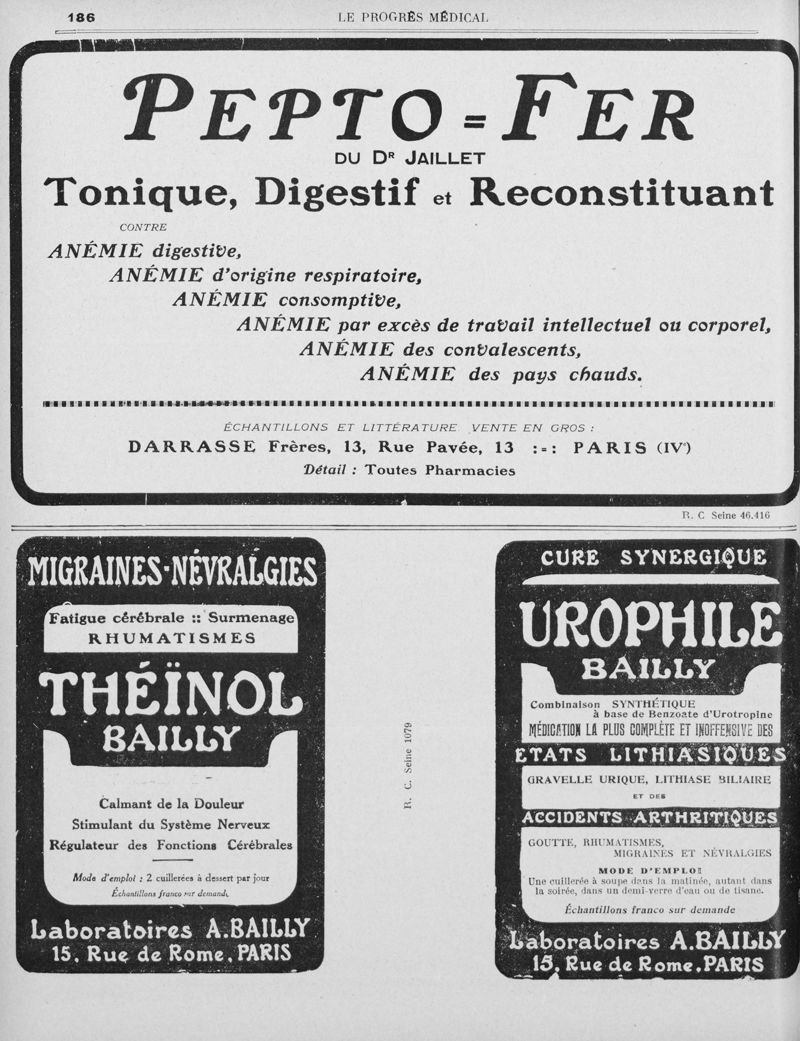 186
LE PROGRÈS MÉDICAL
PEPTO=FER
DU DR JAILLET
Tonique, Digestif et Reconstituant
CONTRE
ANÉMIE digestive,
ANÉMIE d'origine respiratoire,
ANÉMIE consomptive,
ANÉMIE par excès de travail intellectuel ou corporel,
ANÉMIE des convalescents,
ANÉMIE des pays chauds.
ÉCHANTILLONS ET LITTÉRATURE. VENTE EN GROS :
DARRASSE Frères, 13, Rue Pavée, 13 :=: PARIS (IVe)
Détail : Toutes Pharmacies
R. C Seine 46.416
MIGRAINES-NÉVRALGIES
Fatigue cérébrale :: Surmenage
RHUMATISMES
THÉÏNOL
BAILLY
Calmant de la Douleur
Stimulant du Système Nerveux
Régulateur des Fonctions Cérébrales
Mode d'emploi : 2 cuillerées à dessert par jour
Échantillons franco sur demande
Laboratoires A.BAILLY
15, Rue de Rome, PARIS
R. C. Seine 1079
CURE SYNERGIQUE
UROPHILE
BAILLY
Combinaison SYNTHÉTIQUE
à base de Benzoate d'Urotropine
MÉDICATION LA PLUS COMPLÈTE ET INOFFENSIVE DES
ETATS LITHIASIQUES
GRAVELLE URIQUE, LITHIASE BILIAIRE
ET DES
ACCIDENTS ARTHRITIQUES
GOUTTE, RHUMATISMES,
MIGRAINES ET NÉVRALGIES
MODE D'EMPLOI
Une cuillerée à soupe dans la matinée, autant dans
la soirée, dans un demi-verre d'eau ou de tisane.
Échantillons franco sur demande
Laboratoires A.BAILLY
15, Rue de Rome, PARIS